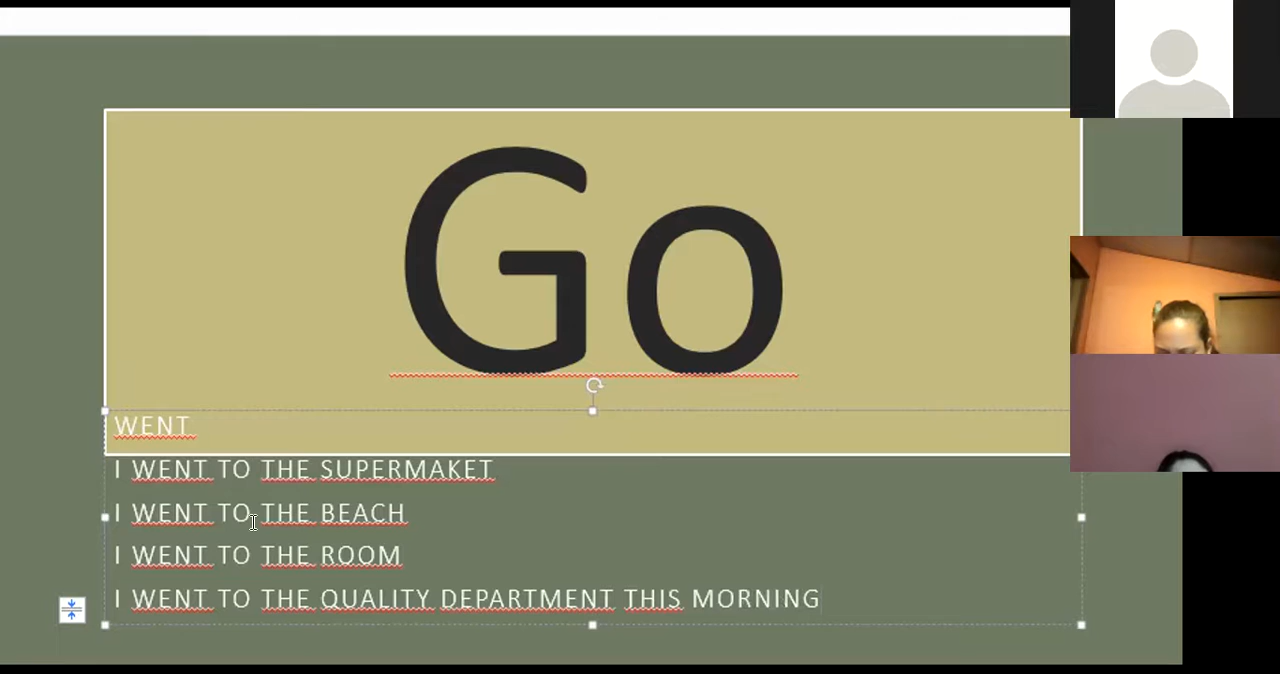 Go
WENT
I WENT TO THE SUPERMAKET
I WENT TO THE BEACH
I WENT TO THE ROOM
I WENT TO THE QUALITY DEPARTMENT THIS MORNING